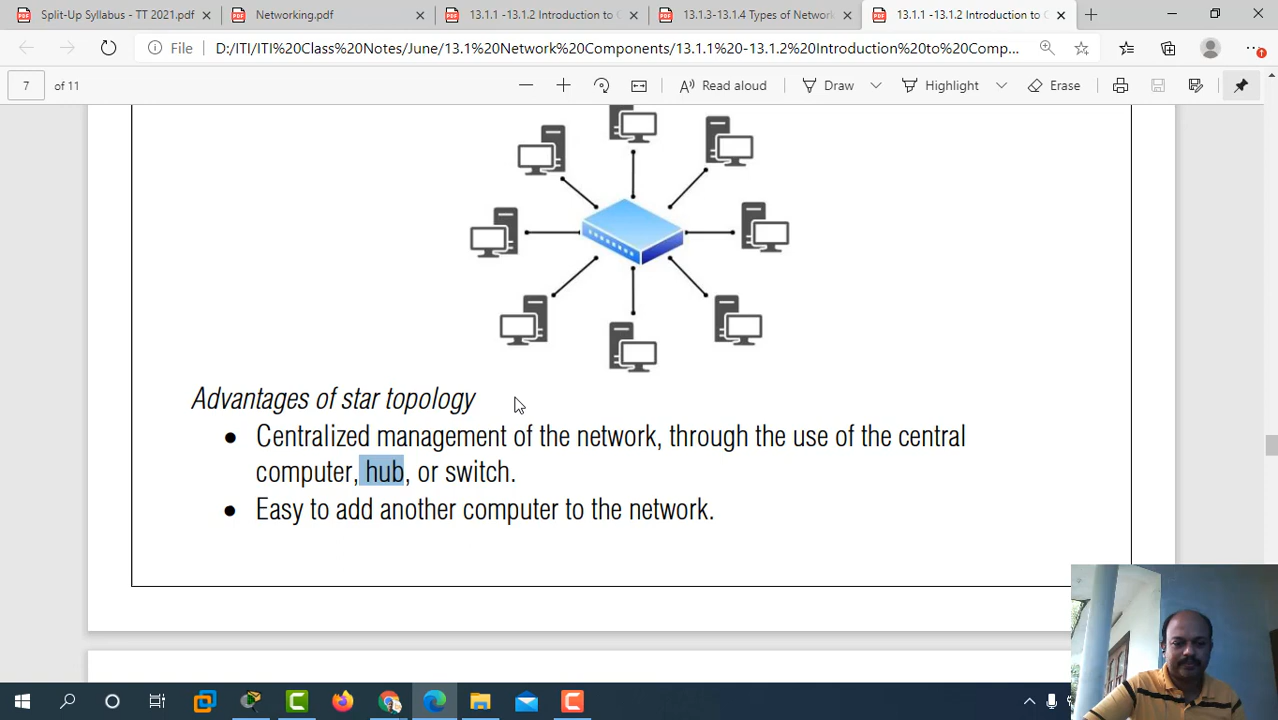 Split-Up Syllabus - TT 2021.pdf
Networking.pdf
13.1.1 -13.1.2 Introduction to
13.1.3-13.1.4 Types of Network
13.1.1 -13.1.2 Introduction to
File
D:/ITI/ITI%20Class%20Notes/June/13.1%20Network%20Components/13.1.1%20-13.1.2%20Introduction%20to%20Comp...
7
of 11
Read aloud
Draw
Highlight
Erase
Advantages of star topology
● Centralized management of the network, through the use of the central
computer, hub, or switch.
● Easy to add another computer to the network.